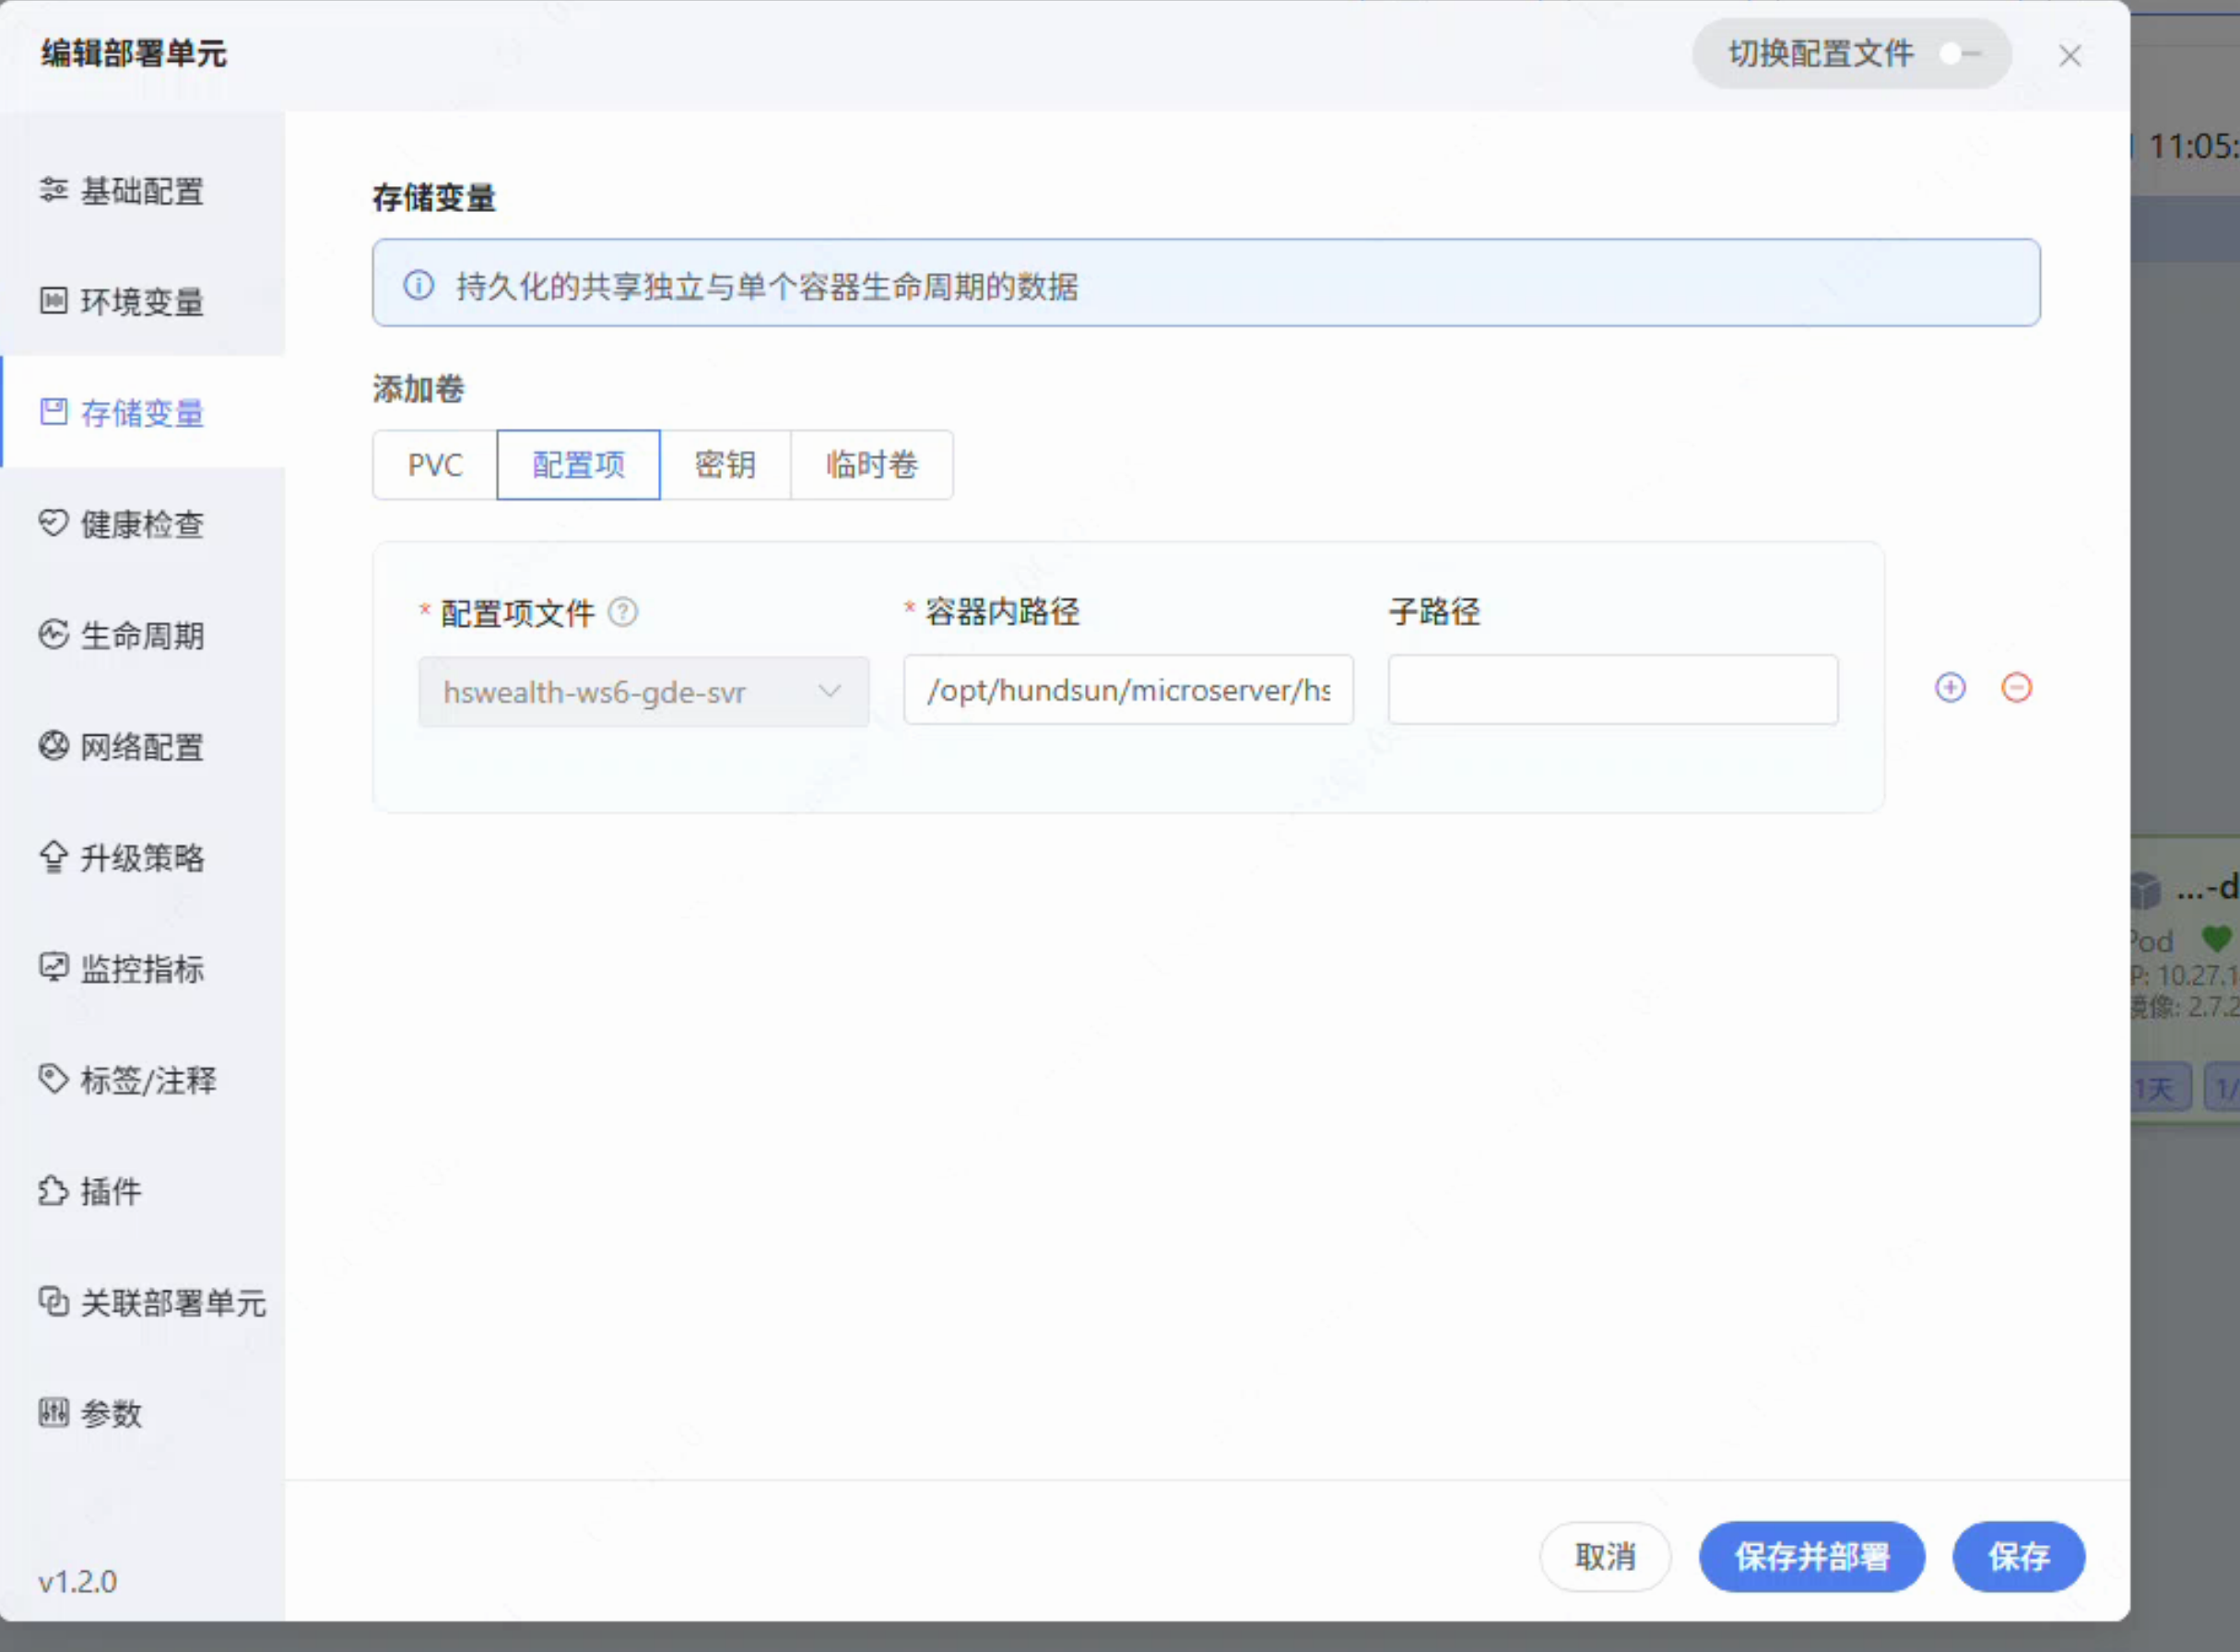 编辑部署单元
切换配置文件
11:05:
基础配置
环境变量
存储变量
健康检查
生命周期
网络配置
升级策略
监控指标
标签/注释
插件
关联部署单元
参数
v1.2.0
存储变量
持久化的共享独立与单个容器生命周期的数据
添加卷
PVC 配置项 密钥 临时卷
* 配置项文件 * 容器内路径 子路径
hswealth-ws6-gde-svr /opt/hundsun/microserver/hs
取消 保存并部署 保存
...-d
Pod
P: 10.27.1
镜像: 2.7.2
1天 1/